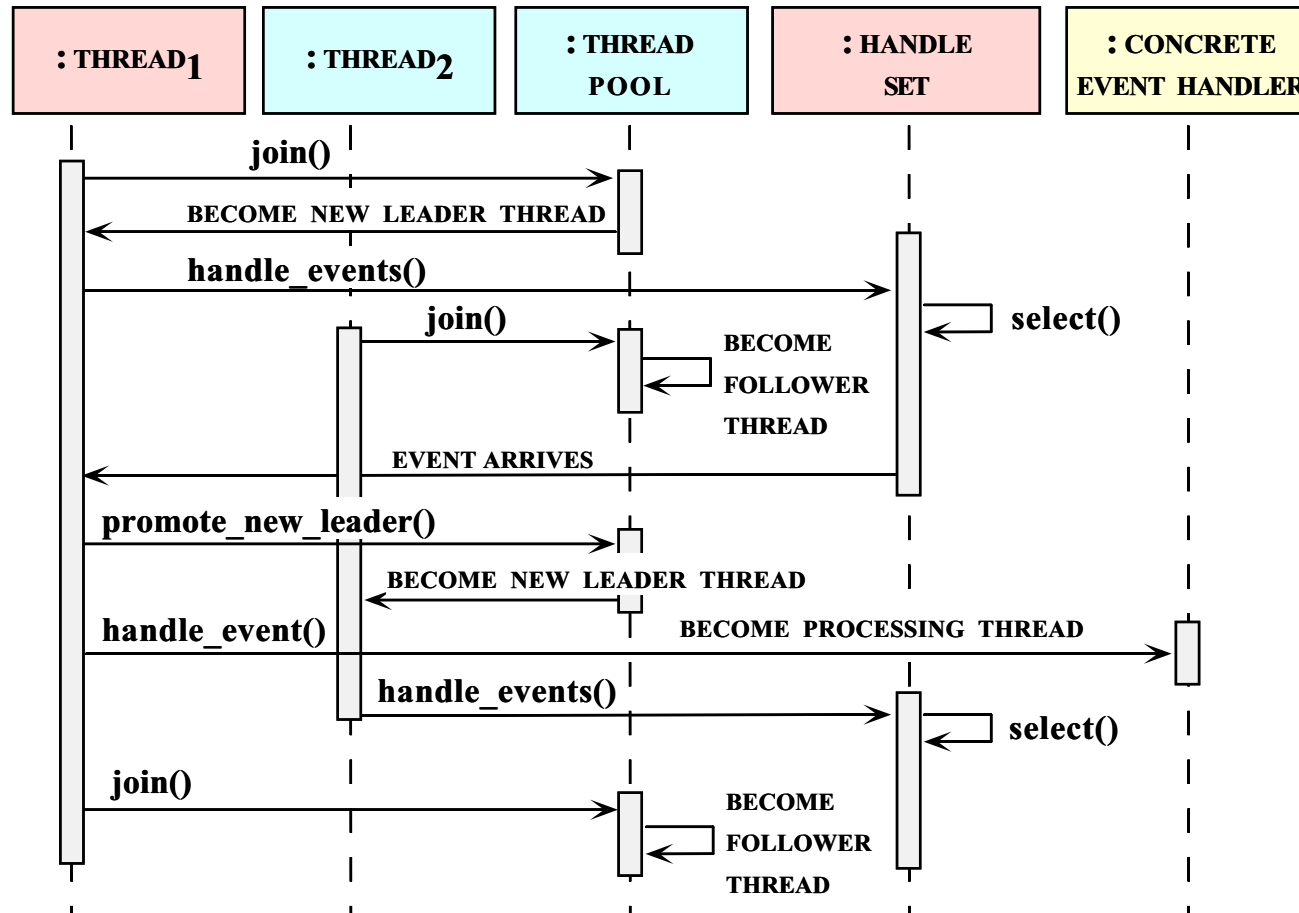 : THREAD1
: THREAD2
: THREAD
POOL
: HANDLE
SET
: CONCRETE
EVENT HANDLER
join()
BECOME NEW LEADER THREAD
handle_events()
select()
join()
BECOME
FOLLOWER
THREAD
EVENT ARRIVES
promote_new_leader()
BECOME NEW LEADER THREAD
handle_event()
BECOME PROCESSING THREAD
handle_events()
select()
join()
BECOME
FOLLOWER
THREAD